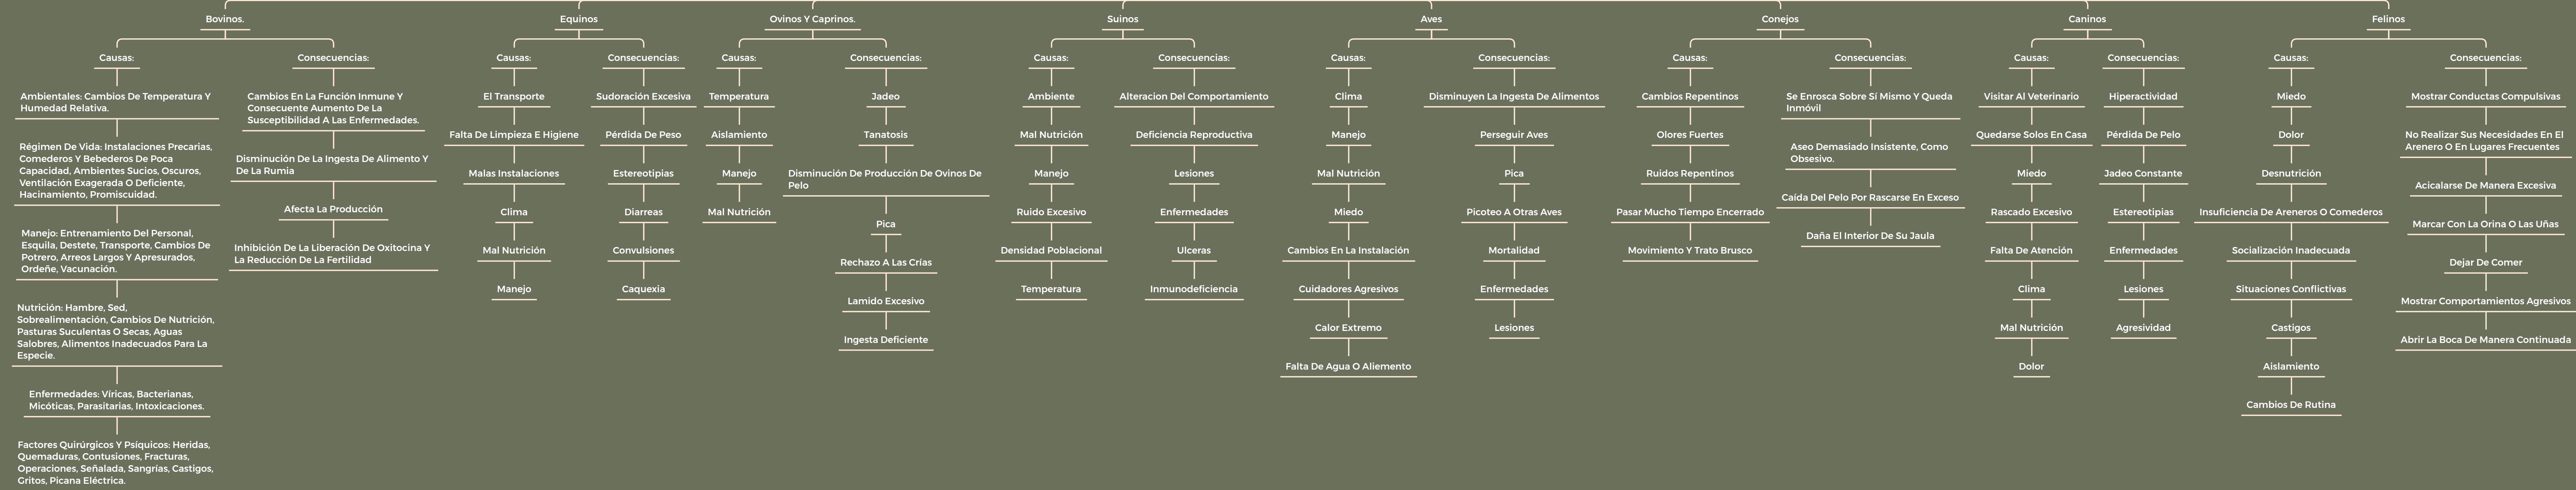 Bovinos.
Causas:
Ambientales: Cambios De Temperatura Y
Humedad Relativa.
Régimen De Vida: Instalaciones Precarias,
Comederos Y Bebederos De Poca
Capacidad, Ambientes Sucios, Oscuros,
Ventilación Exagerada O Deficiente,
Hacinamiento, Promiscuidad.
Manejo: Entrenamiento Del Personal,
Esquila, Destete, Transporte, Cambios De
Potrero, Arreos Largos Y Apresurados,
Ordeñe, Vacunación.
Nutrición: Hambre, Sed,
Sobrealimentación, Cambios De Nutrición,
Pasturas Suculentas O Secas, Aguas
Salobres, Alimentos Inadecuados Para La
Especie.
Enfermedades: Víricas, Bacterianas,
Micóticas, Parasitarias, Intoxicaciones.
Factores Quirúrgicos Y Psíquicos: Heridas,
Quemaduras, Contusiones, Fracturas,
Operaciones, Señalada, Sangrías, Castigos,
Gritos, Picana Eléctrica.
Consecuencias:
Cambios En La Función Inmune Y
Consecuente Aumento De La
Susceptibilidad A Las Enfermedades.
Disminución De La Ingesta De Alimento Y
De La Rumia
Afecta La Producción
Inhibición De La Liberación De Oxitocina Y
La Reducción De La Fertilidad
Equinos
Causas:
El Transporte
Falta De Limpieza E Higiene
Malas Instalaciones
Clima
Mal Nutrición
Manejo
Consecuencias:
Sudoración Excesiva
Pérdida De Peso
Estereotipias
Diarreas
Convulsiones
Caquexia
Ovinos Y Caprinos.
Causas:
Temperatura
Aislamiento
Manejo
Mal Nutrición
Consecuencias:
Jadeo
Tanatosis
Disminución De Producción De Ovinos De
Pelo
Pica
Rechazo A Las Crías
Lamido Excesivo
Ingesta Deficiente
Suinos
Causas:
Ambiente
Mal Nutrición
Manejo
Ruido Excesivo
Densidad Poblacional
Temperatura
Consecuencias:
Alteracion Del Comportamiento
Deficiencia Reproductiva
Lesiones
Enfermedades
Ulceras
Inmunodeficiencia
Aves
Causas:
Clima
Manejo
Mal Nutrición
Miedo
Cambios En La Instalación
Cuidadores Agresivos
Calor Extremo
Falta De Agua O Aliemento
Consecuencias:
Disminuyen La Ingesta De Alimentos
Perseguir Aves
Pica
Picoteo A Otras Aves
Mortalidad
Enfermedades
Lesiones
Conejos
Causas:
Cambios Repentinos
Olores Fuertes
Ruidos Repentinos
Pasar Mucho Tiempo Encerrado
Movimiento Y Trato Brusco
Consecuencias:
Se Enrosca Sobre Sí Mismo Y Queda
Inmóvil
Aseo Demasiado Insistente, Como
Obsesivo.
Caída Del Pelo Por Rascarse En Exceso
Daña El Interior De Su Jaula
Caninos
Causas:
Visitar Al Veterinario
Quedarse Solos En Casa
Miedo
Rascado Excesivo
Falta De Atención
Clima
Mal Nutrición
Dolor
Consecuencias:
Hiperactividad
Pérdida De Pelo
Jadeo Constante
Estereotipias
Enfermedades
Lesiones
Agresividad
Felinos
Causas:
Miedo
Dolor
Desnutrición
Insuficiencia De Areneros O Comederos
Socialización Inadecuada
Situaciones Conflictivas
Castigos
Aislamiento
Cambios De Rutina
Consecuencias:
Mostrar Conductas Compulsivas
No Realizar Sus Necesidades En El
Arenero O En Lugares Frecuentes
Acicalarse De Manera Excesiva
Marcar Con La Orina O Las Uñas
Dejar De Comer
Mostrar Comportamientos Agresivos
Abrir La Boca De Manera Continuada